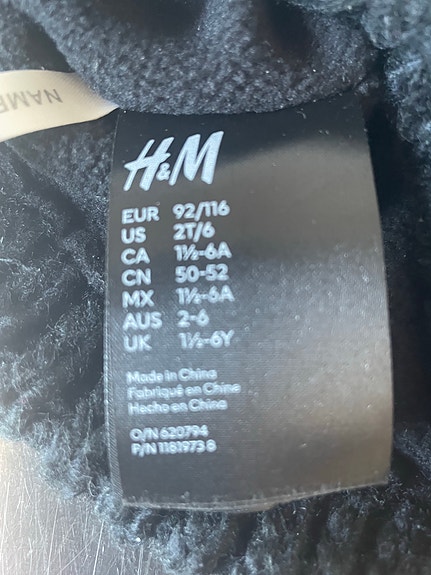 NAME
H&M
EUR 92/116
US 2T/6
CA 1½-6A
CN 50-52
MX 1½-6A
AUS 2-6
UK 1½-6Y
Made in China
Fabriqué en Chine
Hecho en China
O/N 620794
P/N 1181973 8